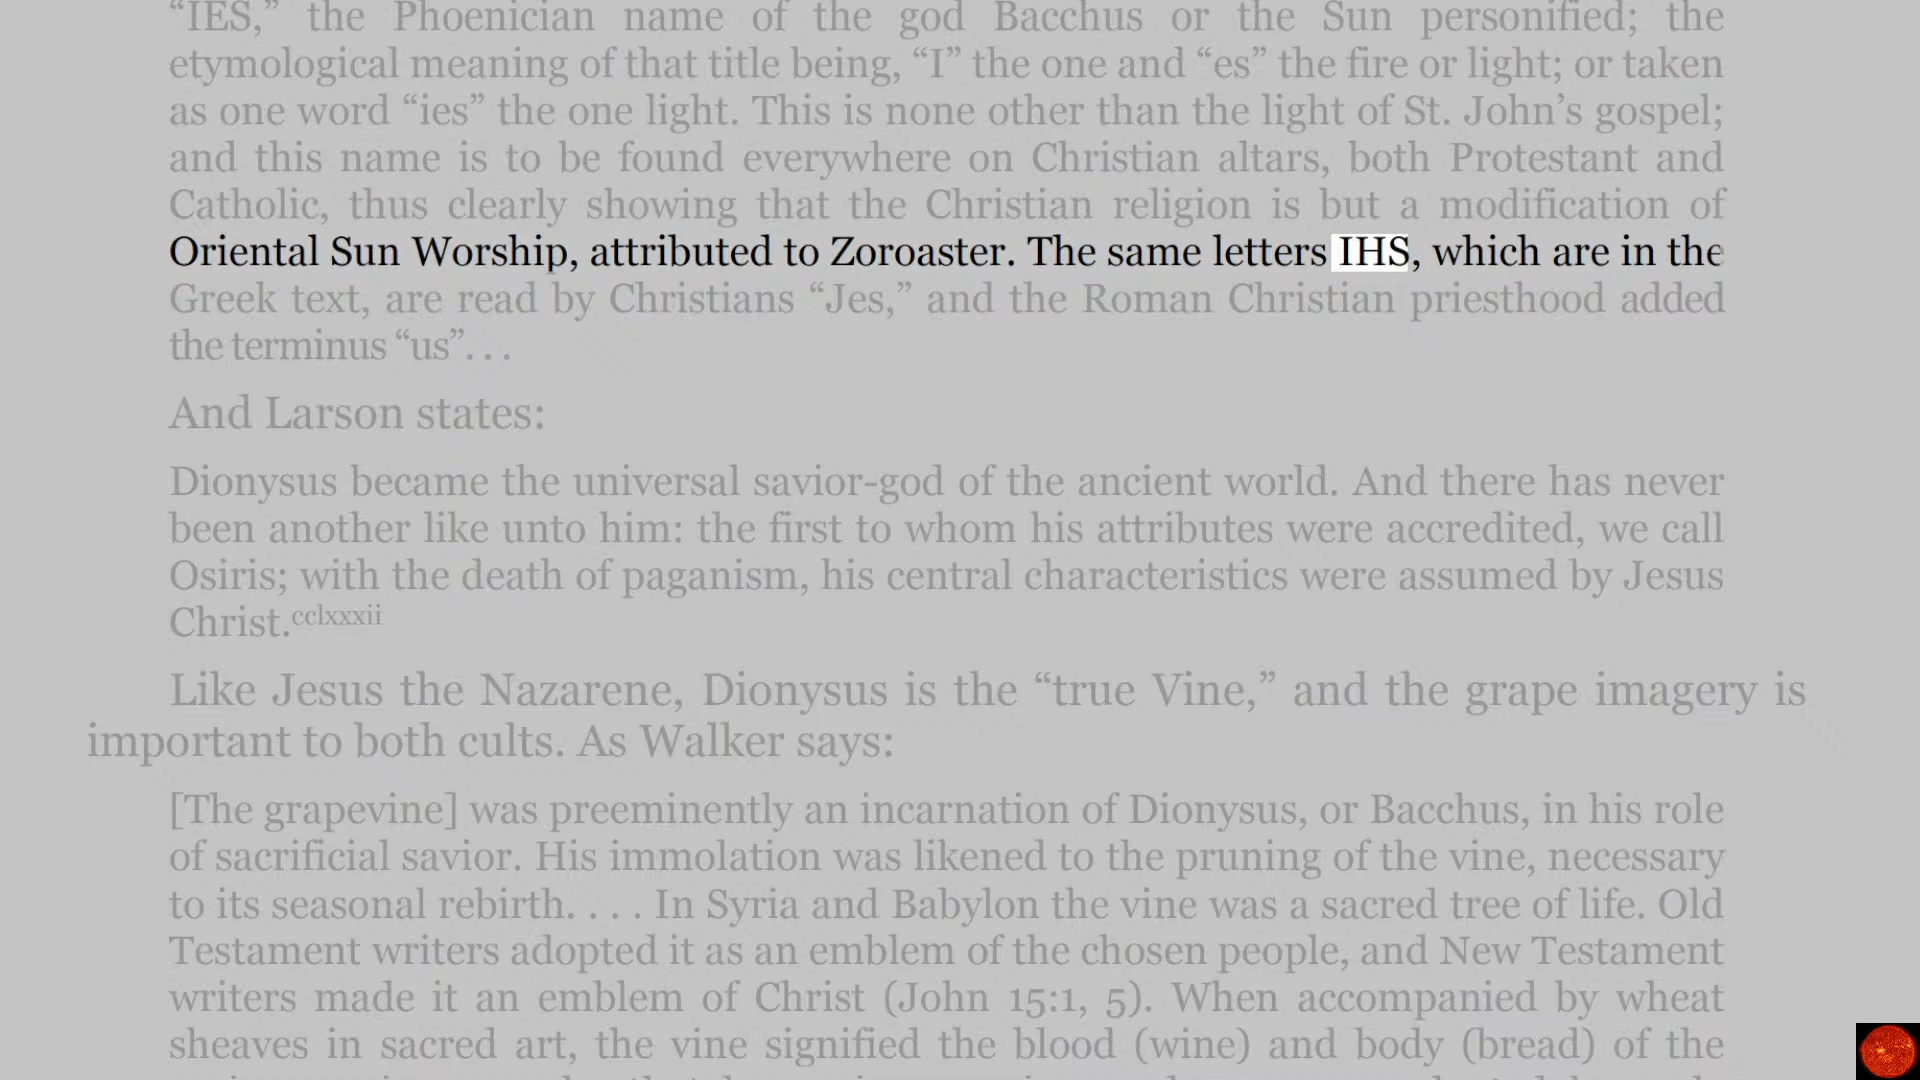 “IES,” the Phoenician name of the god Bacchus or the Sun personified; the
etymological meaning of that title being, “I” the one and “es” the fire or light; or taken
as one word “ies” the one light. This is none other than the light of St. John’s gospel;
and this name is to be found everywhere on Christian altars, both Protestant and
Catholic, thus clearly showing that the Christian religion is but a modification of
Oriental Sun Worship, attributed to Zoroaster. The same letters IHS, which are in the
Greek text, are read by Christians “Jes,” and the Roman Christian priesthood added
the terminus “us”. . .
And Larson states:
Dionysus became the universal savior-god of the ancient world. And there has never
been another like unto him: the first to whom his attributes were accredited, we call
Osiris; with the death of paganism, his central characteristics were assumed by Jesus
Christ.cclxxxii
Like Jesus the Nazarene, Dionysus is the “true Vine,” and the grape imagery is
important to both cults. As Walker says:
[The grapevine] was preeminently an incarnation of Dionysus, or Bacchus, in his role
of sacrificial savior. His immolation was likened to the pruning of the vine, necessary
to its seasonal rebirth. . . . In Syria and Babylon the vine was a sacred tree of life. Old
Testament writers adopted it as an emblem of the chosen people, and New Testament
writers made it an emblem of Christ (John 15:1, 5). When accompanied by wheat
sheaves in sacred art, the vine signified the blood (wine) and body (bread) of the